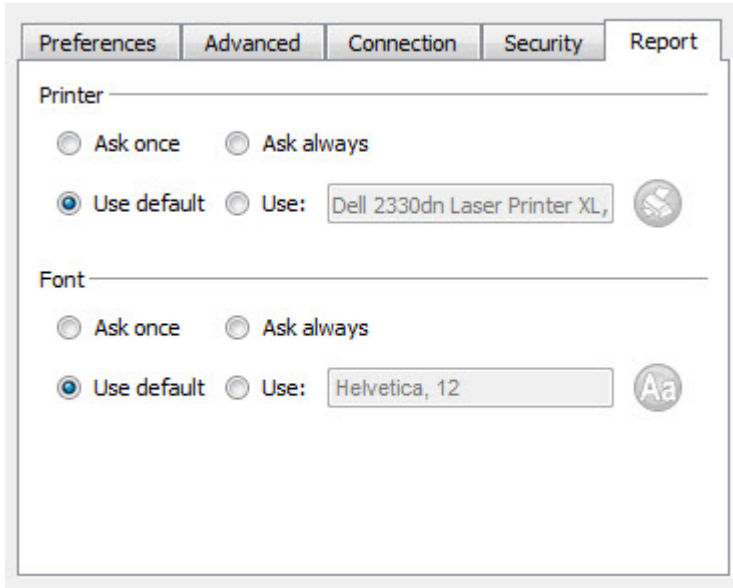 Preferences Advanced Connection Security Report
Printer
Ask once Ask always
Use default Use: Dell 2330dn Laser Printer XL,
Font
Ask once Ask always
Use default Use: Helvetica, 12 Aa